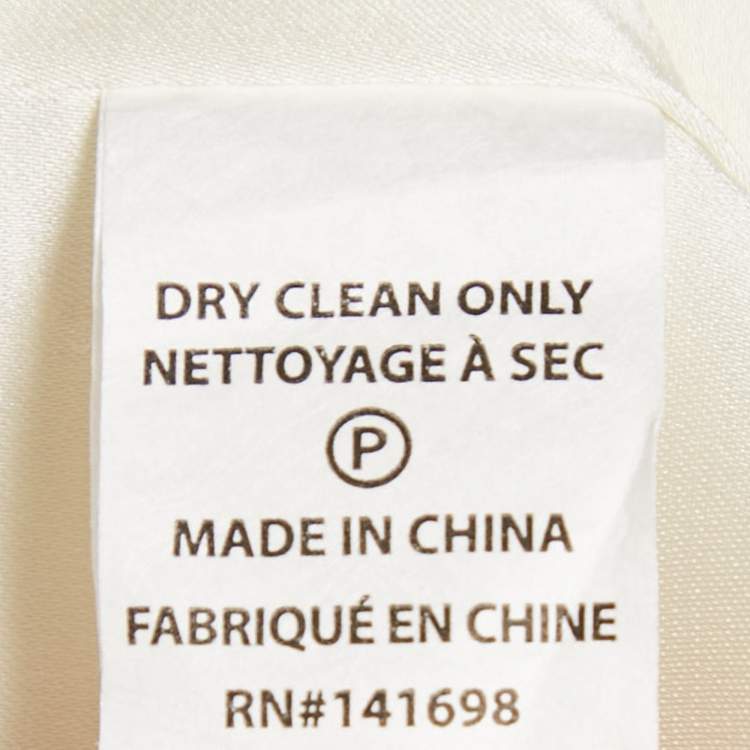 DRY CLEAN ONLY
NETTOYAGE À SEC
P
MADE IN CHINA
FABRIQUÉ EN CHINE
RN#141698